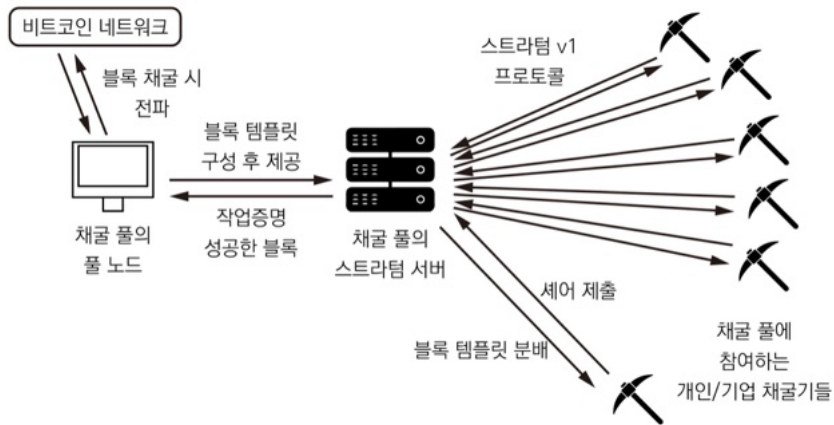 비트코인 네트워크
블록 채굴 시
전파
스트라텀 v1
프로토콜
블록 템플릿
구성 후 제공
작업증명
성공한 블록
채굴 풀의
풀 노드
채굴 풀의
스트라텀 서버
셰어 제출
블록 템플릿 분배
채굴 풀에
참여하는
개인/기업 채굴기들